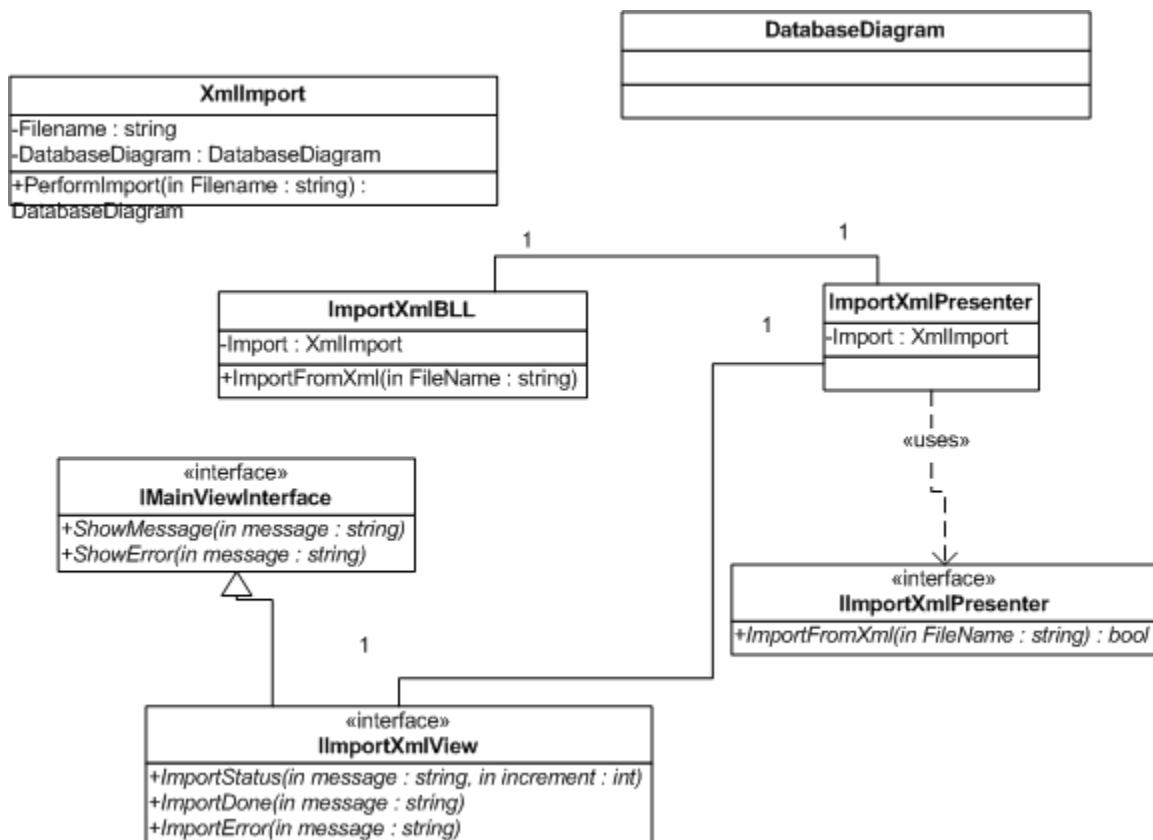 DatabaseDiagram
XmlImport
-Filename : string
-DatabaseDiagram : DatabaseDiagram
+PerformImport(in Filename : string) :
DatabaseDiagram
1
1
ImportXmlBLL
-Import : XmlImport
+ImportFromXml(in FileName : string)
ImportXmlPresenter
-Import : XmlImport
1
«uses»
«interface»
IMainViewInterface
+ShowMessage(in message : string)
+ShowError(in message : string)
«interface»
IImportXmlPresenter
+ImportFromXml(in FileName : string) : bool
1
«interface»
IImportXmlView
+ImportStatus(in message : string, in increment : int)
+ImportDone(in message : string)
+ImportError(in message : string)